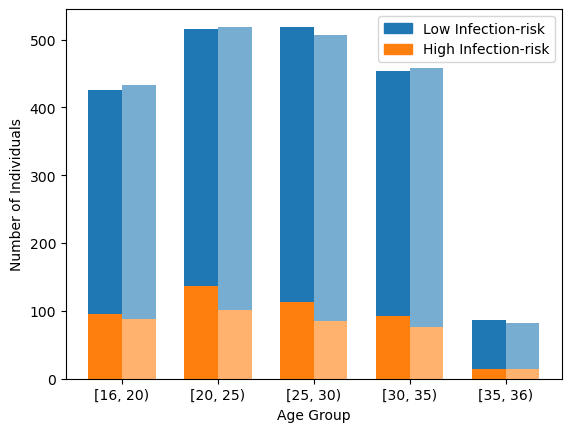 Low Infection-risk
High Infection-risk
Number of Individuals
500
400
300
200
100
0
[16, 20)
[20, 25)
[25, 30)
[30, 35)
[35, 36)
Age Group